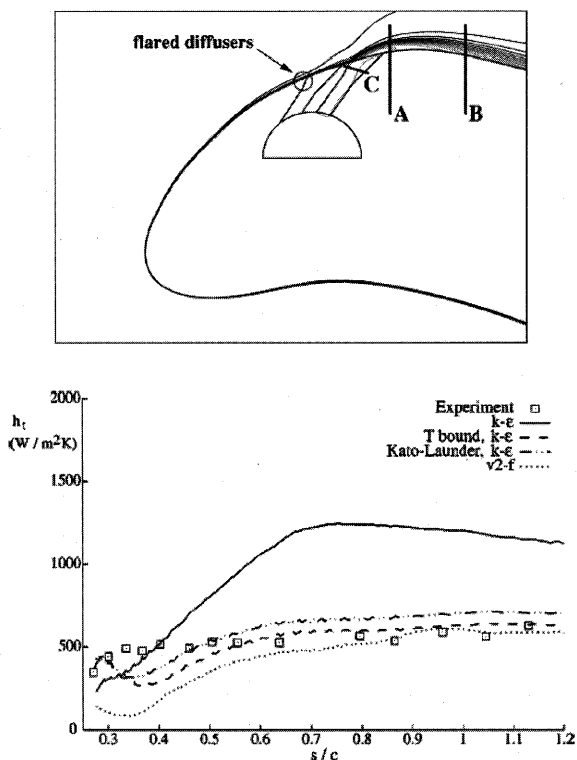 flared diffusers
C
A
B
2000
h_t
(W / m²K)
1500
1000
500
0
Experiment
k-ε
T bound, k-ε
Kato-Launder, k-ε
v2-f
0.3 0.4 0.5 0.6 0.7 0.8 0.9 1 1.1 1.2
s / c